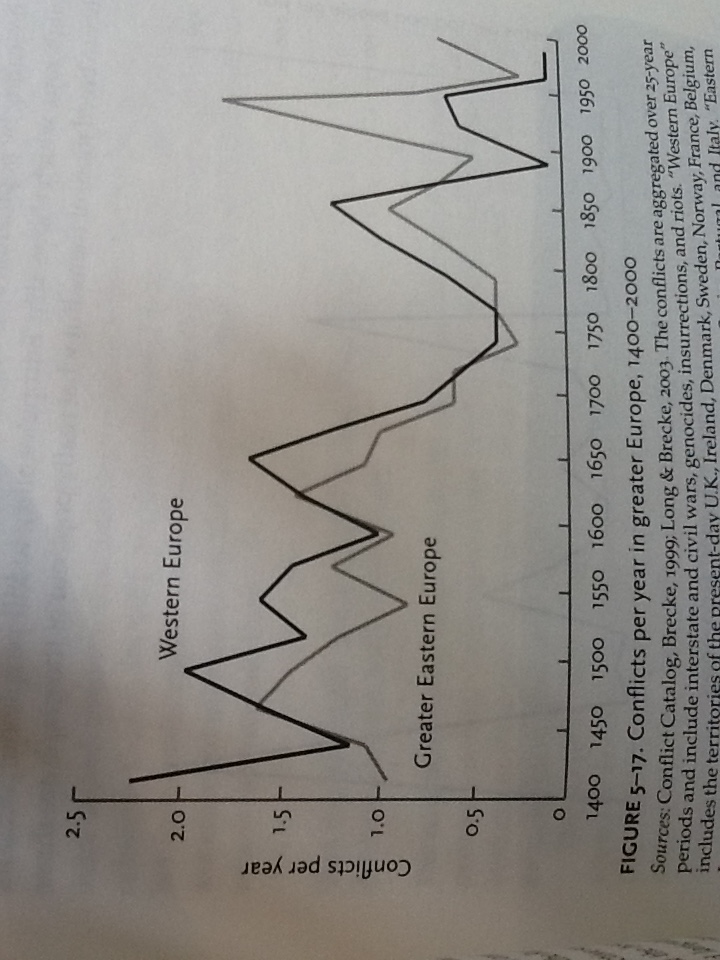 2.5
2.0
1.5
1.0
0.5
0
Conflicts per year
Western Europe
Greater Eastern Europe
1400 1450 1500 1550 1600 1650 1700 1750 1800 1850 1900 1950 2000
FIGURE 5–17. Conflicts per year in greater Europe, 1400–2000
Sources: Conflict Catalog, Brecke, 1999; Long & Brecke, 2003. The conflicts are aggregated over 25-year
periods and include interstate and civil wars, genocides, insurrections, and riots. "Western Europe"
includes the territories of the present-day U.K., Ireland, Denmark, Sweden, Norway, France, Belgium,
Portugal, and Italy. "Eastern